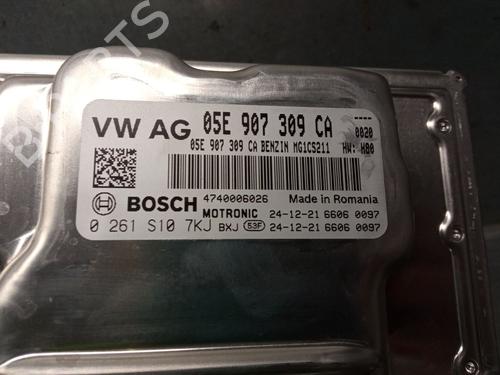 B PARTS
VW AG 05E 907 309 CA ----
0020
05E 907 309 CA BENZIN MG1CS211 HW: H80
BOSCH 4740006026 Made in Romania
MOTRONIC 24-12-21 6606 0097
0 261 S10 7KJ BXJ 53F 24-12-21 6606 0097